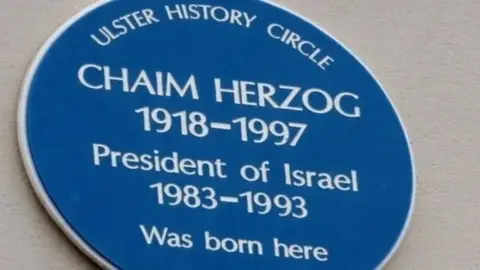 ULSTER HISTORY CIRCLE
CHAIM HERZOG
1918-1997
President of Israel
1983-1993
Was born here